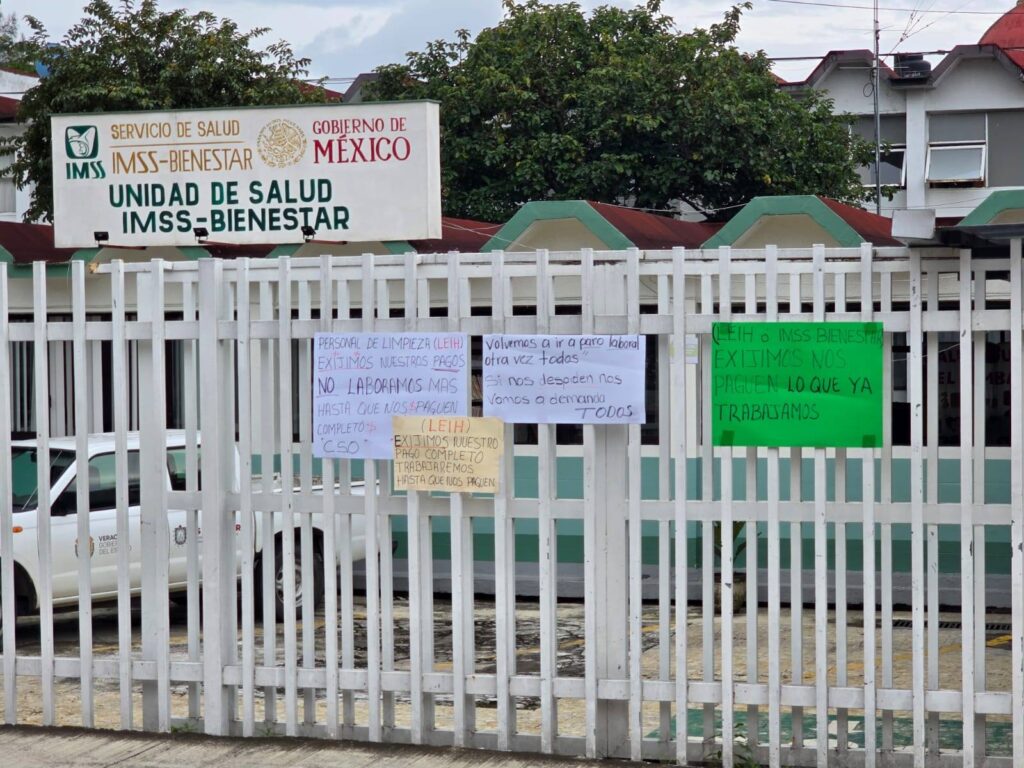 IMSS
SERVICIO DE SALUD
IMSS-BIENESTAR
GOBIERNO DE
MÉXICO
UNIDAD DE SALUD
IMSS-BIENESTAR
PERSONAL DE LIMPIEZA (LEIH)
EXIJIMOS NUESTROS PAGOS
NO LABORAMOS MAS
HASTA QUE NOS PAGUEN
COMPLETO
"CSO"
(LEIH)
EXIJIMOS NUESTRO
PAGO COMPLETO
TRABAJAREMOS
HASTA QUE NOS PAGUEN
Volvemos a ir a paro laboral
otra vez todas"
Si nos despiden nos
Vamos a demanda
TODOS
(LEIH o IMSS BIENESTAR
EXIJIMOS NOS
PAGUEN LO QUE YA
TRABAJAMOS